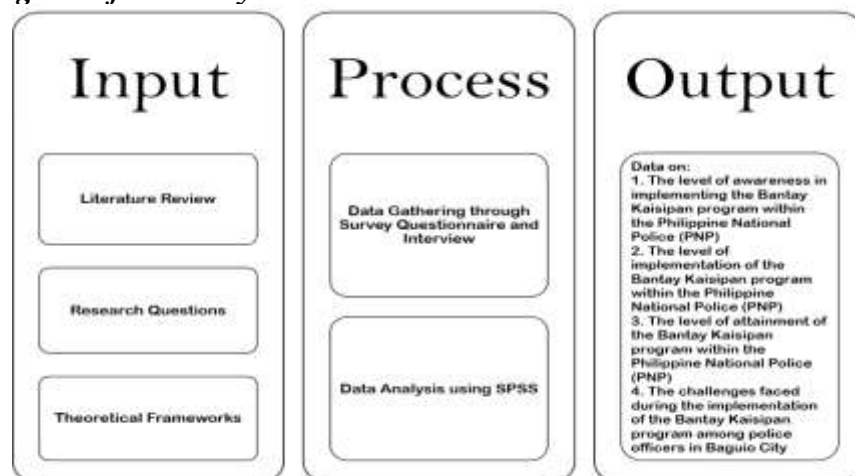 Input
Literature Review
Research Questions
Theoretical Frameworks
Process
Data Gathering through
Survey Questionnaire and
Interview
Data Analysis using SPSS
Output
Data on:
1. The level of awareness in
implementing the Bantay
Kaisipan program within
the Philippine National
Police (PNP)
2. The level of
implementation of the
Bantay Kaisipan program
within the Philippine
National Police (PNP)
3. The level of attainment of
the Bantay Kaisipan
program within the
Philippine National Police
(PNP)
4. The challenges faced
during the implementation
of the Bantay Kaisipan
program among police
officers in Baguio City